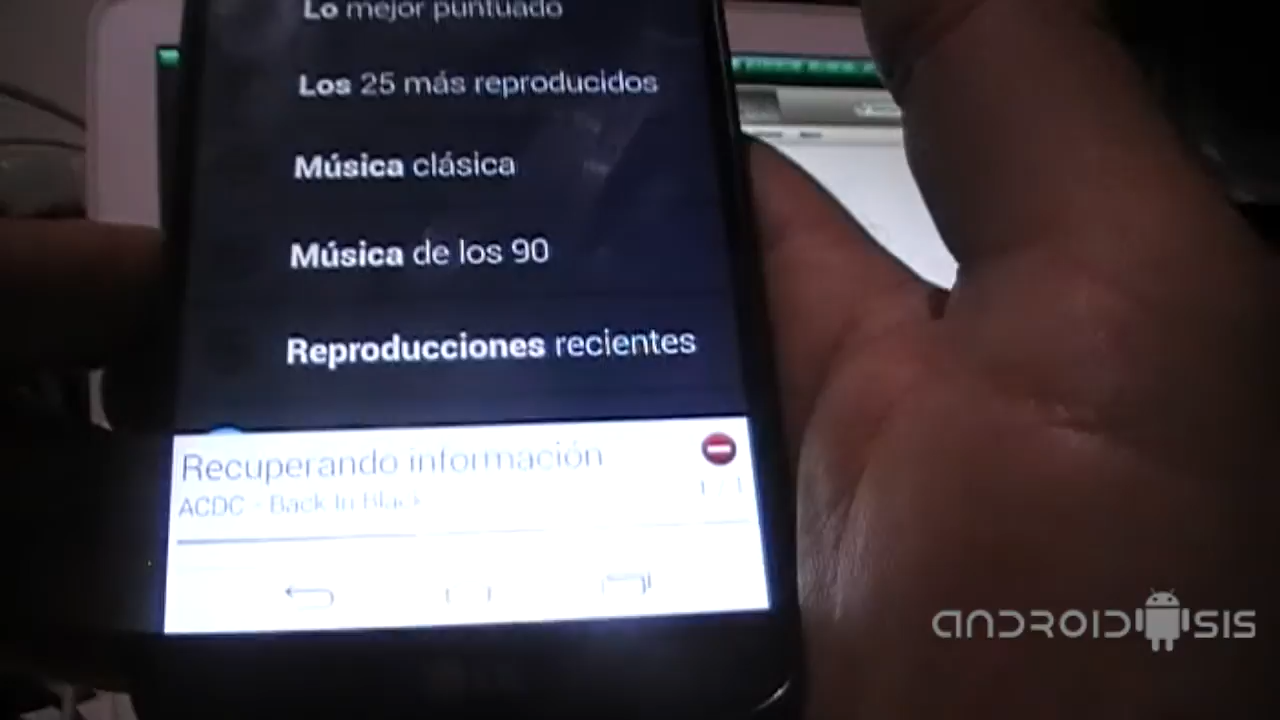 Lo mejor puntuado
Los 25 más reproducidos
Música clásica
Música de los 90
Reproducciones recientes
Recuperando información
ACDC - Back In Black
ANDROIDSIS